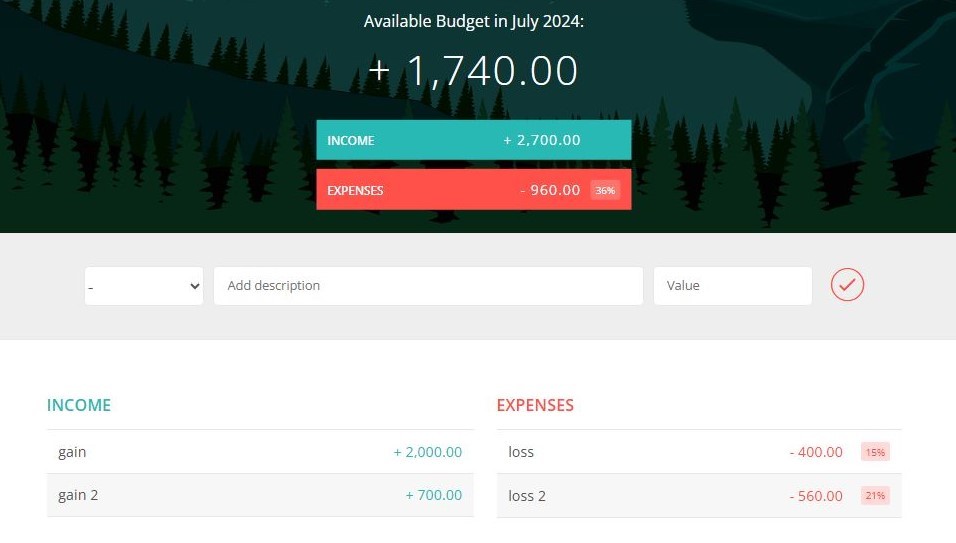 Available Budget in July 2024:
+ 1,740.00
INCOME + 2,700.00
EXPENSES - 960.00 36%
- Add description Value
INCOME
gain + 2,000.00
gain 2 + 700.00
EXPENSES
loss - 400.00 15%
loss 2 - 560.00 21%